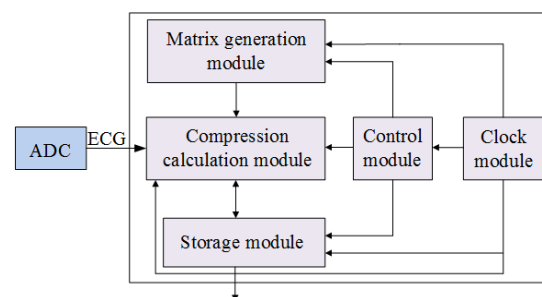 Matrix generation
module
ECG
ADC
Compression
calculation module
Control
module
Clock
module
Storage module